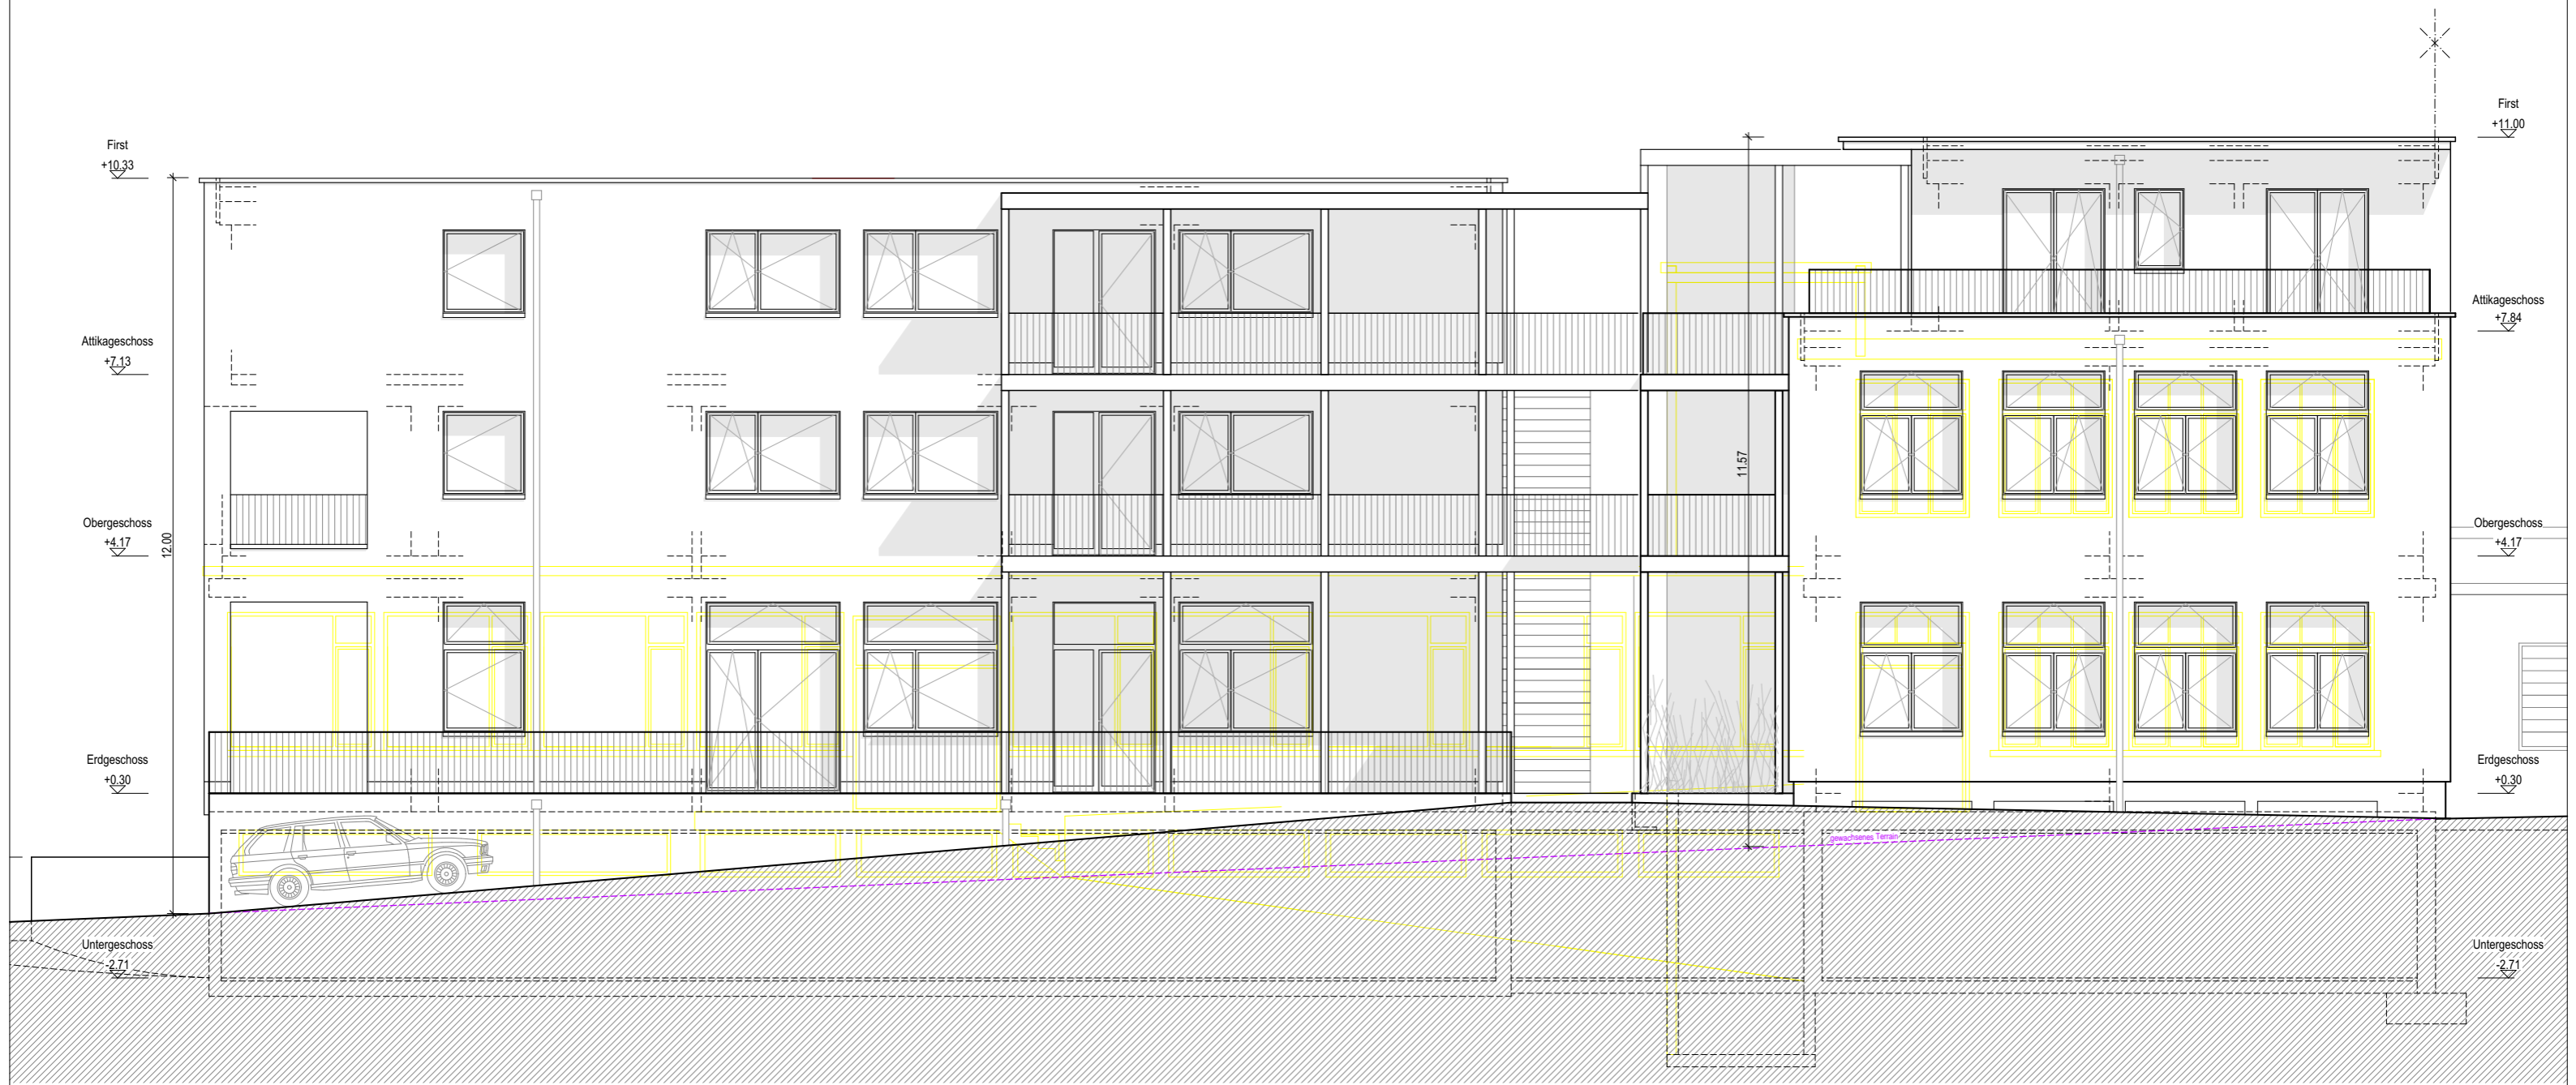 First
+10.33
Attikageschoss
+7.13
Obergeschoss
+4.17
12.00
Erdgeschoss
+0.30
Untergeschoss
-2.71
11.57
gewachsenes Terrain
First
+11.00
Attikageschoss
+7.84
Obergeschoss
+4.17
Erdgeschoss
+0.30
Untergeschoss
-2.71